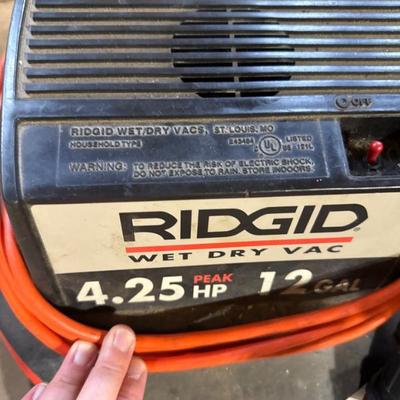 OFF
RIDGID WET/DRY VACS, ST. LOUIS, MO
HOUSEHOLD TYPE
UL LISTED
WARNING: TO REDUCE THE RISK OF ELECTRIC SHOCK,
DO NOT EXPOSE TO RAIN. STORE INDOORS.
RIDGID
WET DRY VAC
4.25 PEAK HP 12 GAL